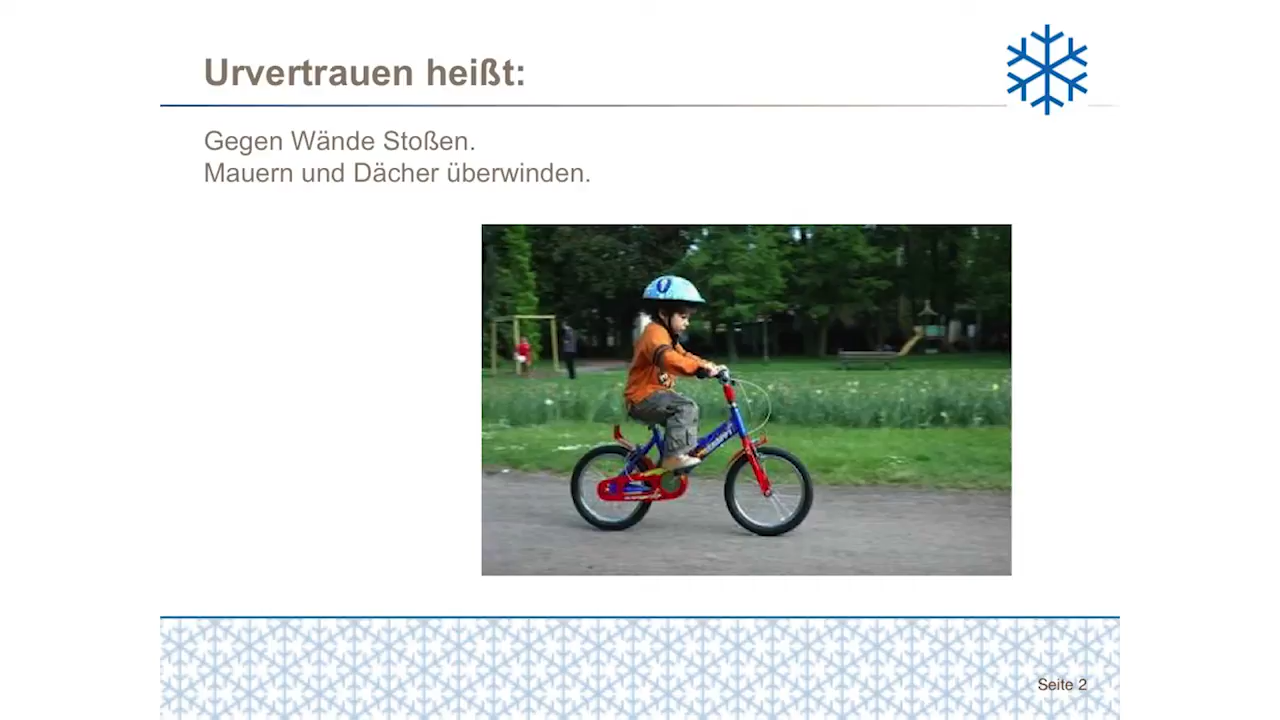 Urvertrauen heißt:
Gegen Wände Stoßen.
Mauern und Dächer überwinden.
Seite 2